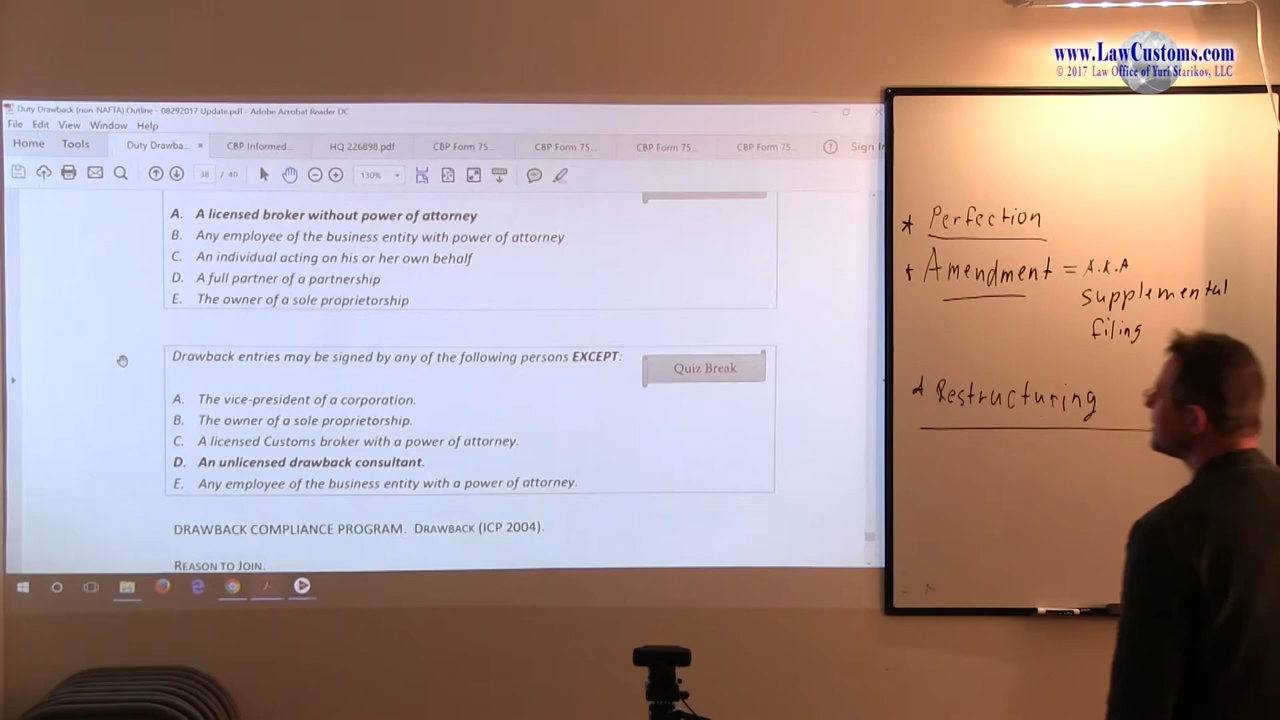 www.LawCustoms.com
© 2017 Law Office of Yuri Starikov, LLC
Duty Drawback (non-NAFTA) Outline - 08292017 Update.pdf - Adobe Acrobat Reader DC
File Edit View Window Help
Home Tools Duty Drawba... × CBP Informed... HQ 226898.pdf CBP Form 75... CBP Form 75... CBP Form 75... CBP Form 75... ? Sign In
38 / 40 130%
A. A licensed broker without power of attorney
B. Any employee of the business entity with power of attorney
C. An individual acting on his or her own behalf
D. A full partner of a partnership
E. The owner of a sole proprietorship
Drawback entries may be signed by any of the following persons EXCEPT:
Quiz Break
A. The vice-president of a corporation.
B. The owner of a sole proprietorship.
C. A licensed Customs broker with a power of attorney.
D. An unlicensed drawback consultant.
E. Any employee of the business entity with a power of attorney.
DRAWBACK COMPLIANCE PROGRAM. DRAWBACK (ICP 2004).
REASON TO JOIN.
* Perfection
* Amendment = A.K.A
supplemental
filing
* Restructuring